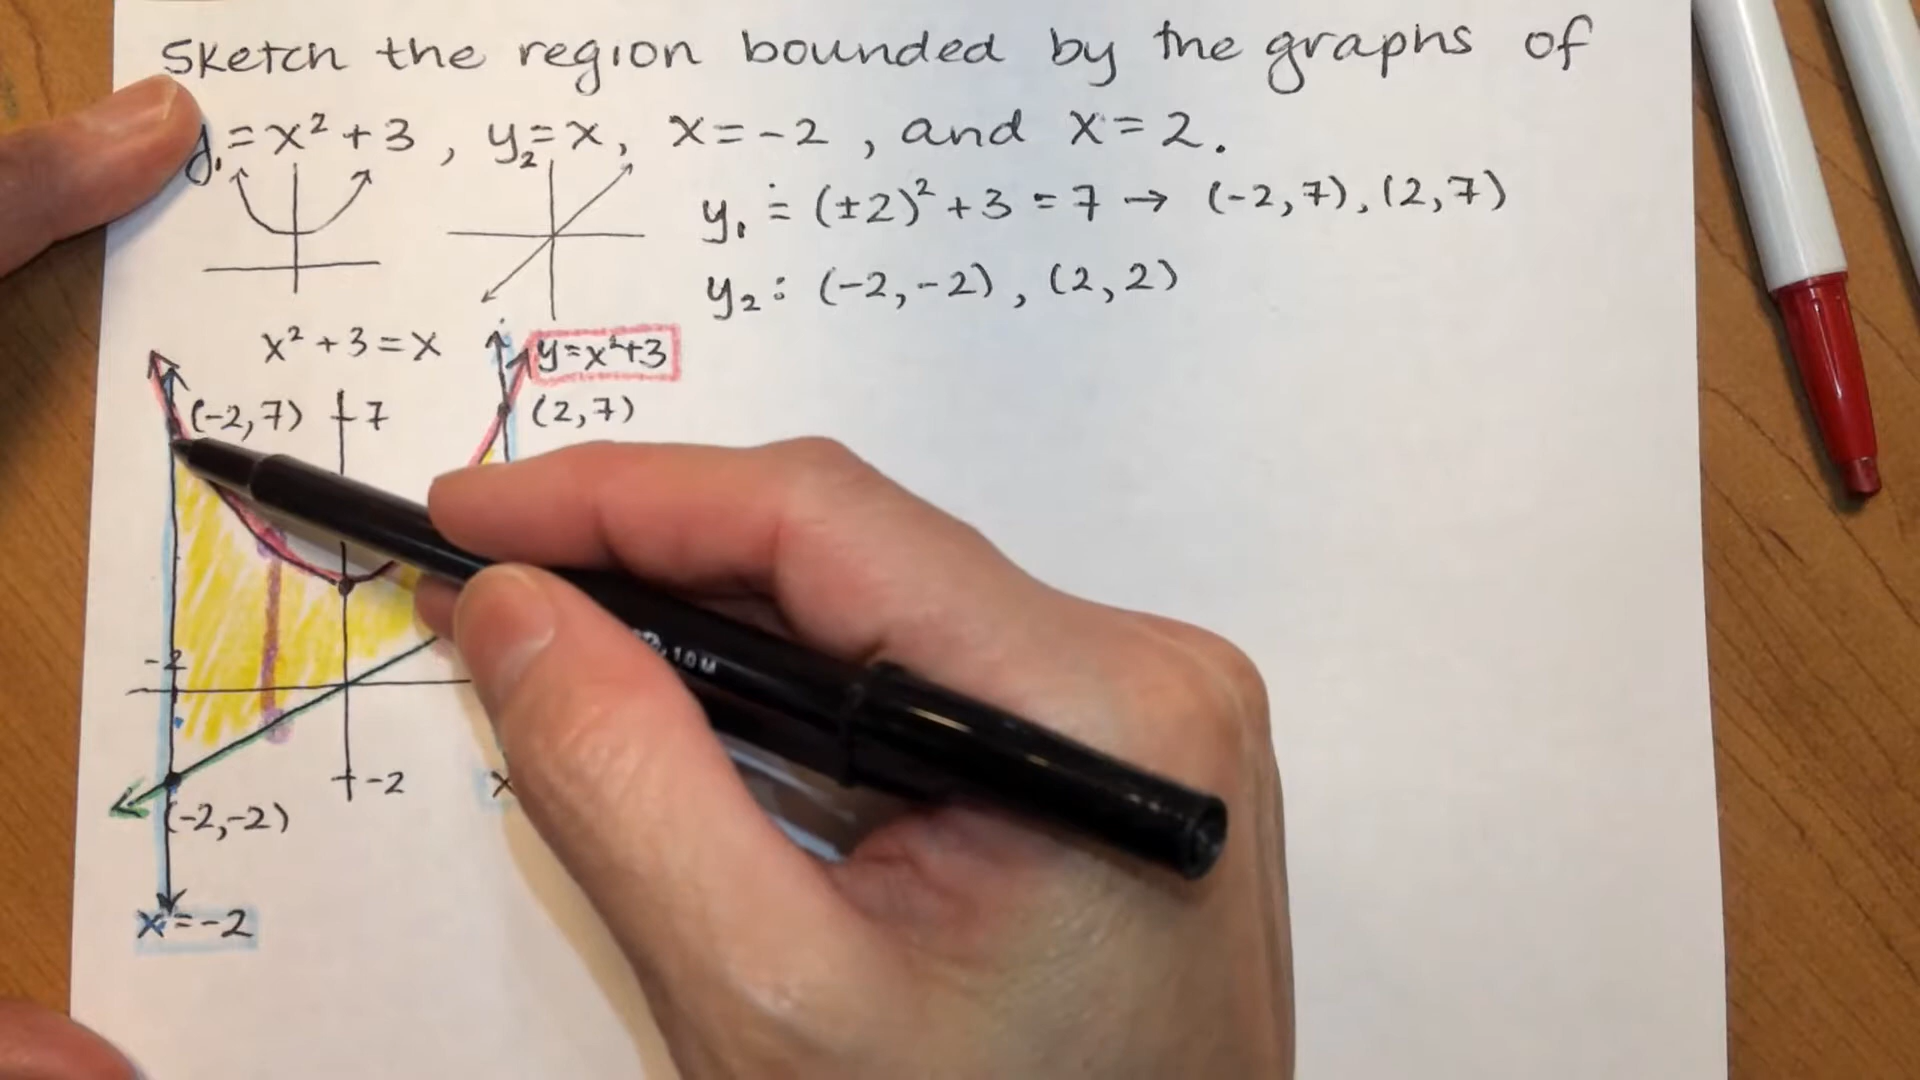 Sketch the region bounded by the graphs of
y₁=x²+3, y₂=x, x=-2, and x=2.
y₁: =(±2)²+3=7→(-2,7),(2,7)
y₂: (-2,-2),(2,2)
x²+3=x
y=x²+3
(-2,7)
7
(2,7)
-2
-2
x
(-2,-2)
x=-2
1.0 M